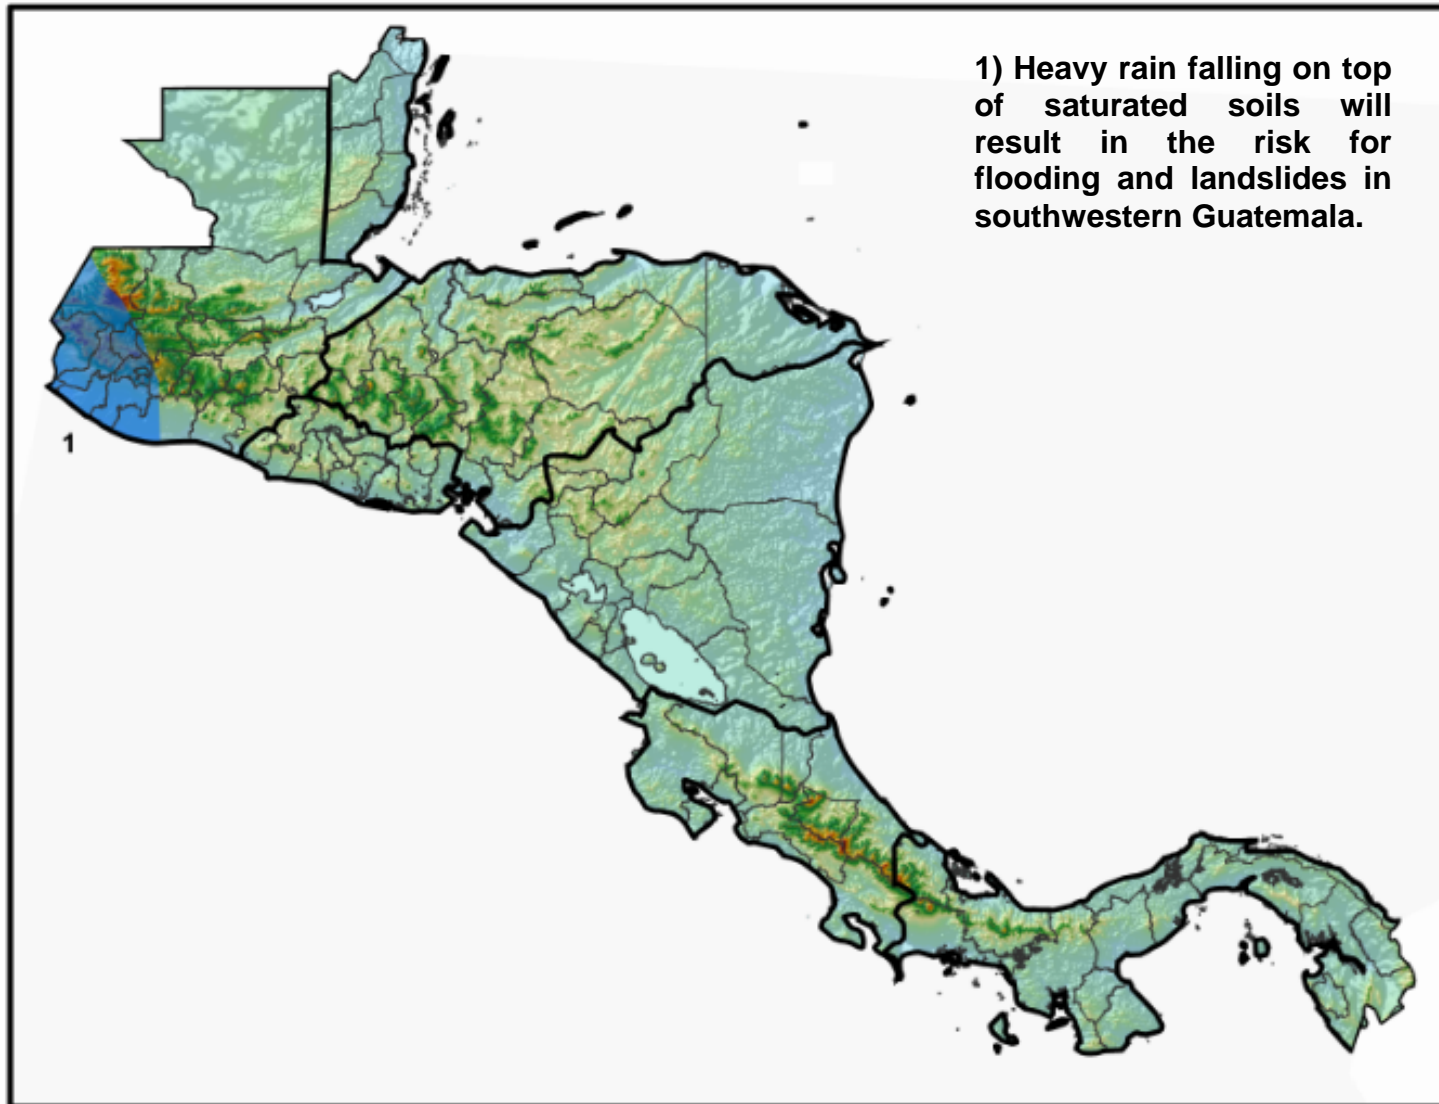 1) Heavy rain falling on top
of saturated soils will
result in the risk for
flooding and landslides in
southwestern Guatemala.
1